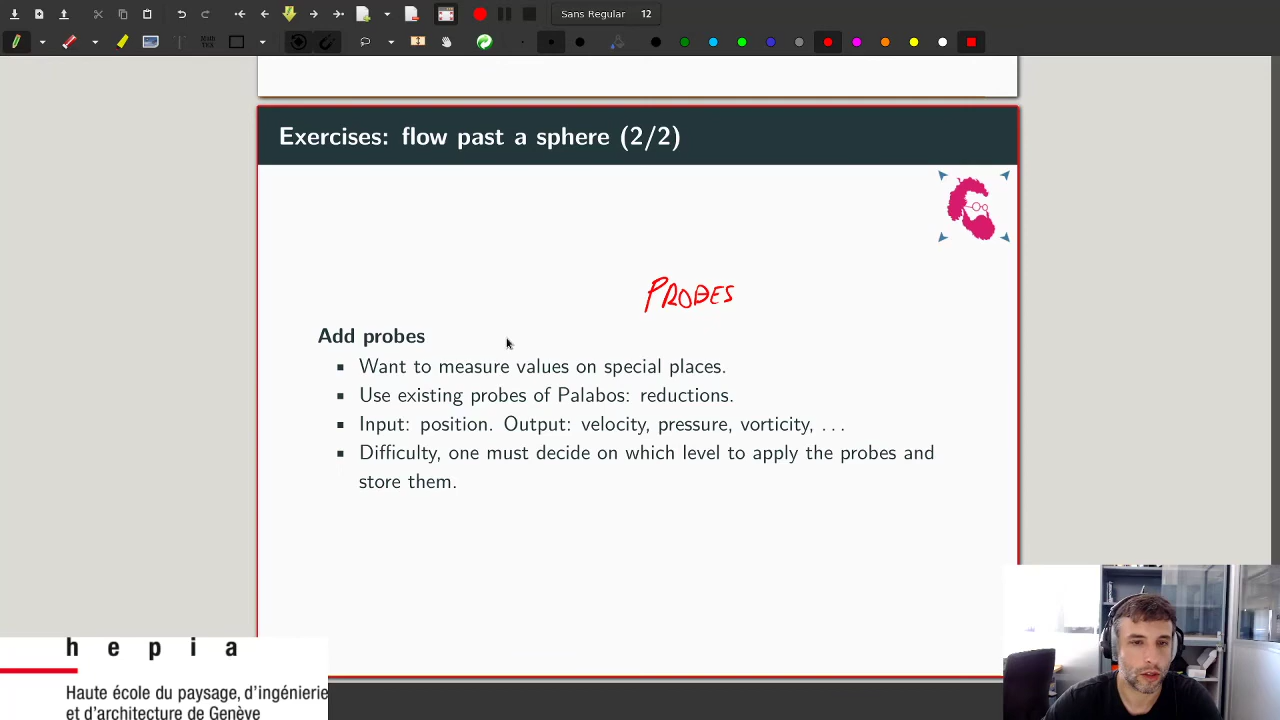 Sans Regular 12
Exercises: flow past a sphere (2/2)
PROBES
Add probes
▪ Want to measure values on special places.
▪ Use existing probes of Palabos: reductions.
▪ Input: position. Output: velocity, pressure, vorticity, ...
▪ Difficulty, one must decide on which level to apply the probes and
store them.
h e p i a
Haute école du paysage, d'ingénierie
et d'architecture de Genève